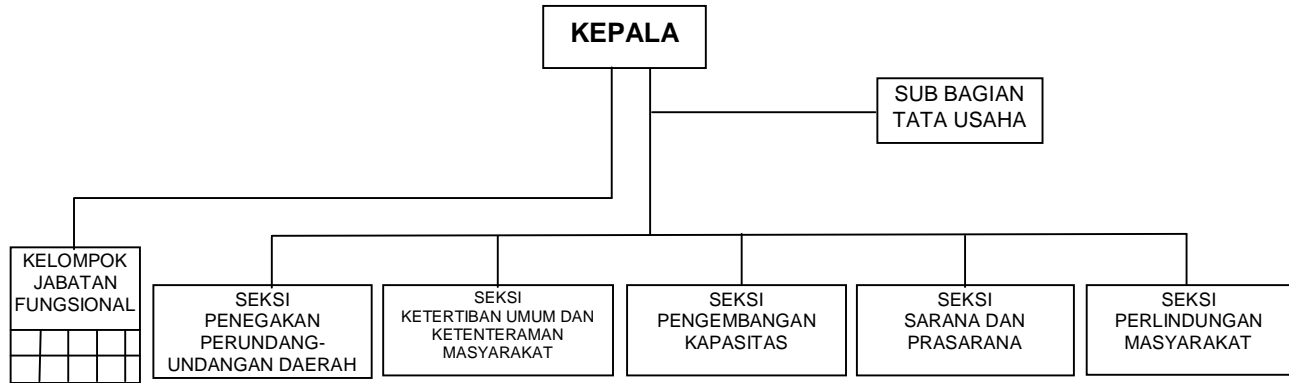 KEPALA
SUB BAGIAN
TATA USAHA
KELOMPOK
JABATAN
FUNGSIONAL
SEKSI
PENEGAKAN
PERUNDANG-
UNDANGAN DAERAH
SEKSI
KETERTIBAN UMUM DAN
KETENTERAMAN
MASYARAKAT
SEKSI
PENGEMBANGAN
KAPASITAS
SEKSI
SARANA DAN
PRASARANA
SEKSI
PERLINDUNGAN
MASYARAKAT